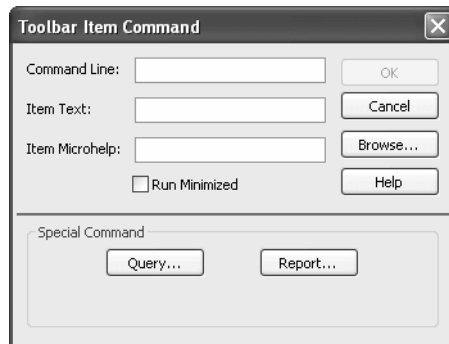 Toolbar Item Command
Command Line:
OK
Item Text:
Cancel
Item Microhelp:
Browse...
Run Minimized
Help
Special Command
Query...
Report...